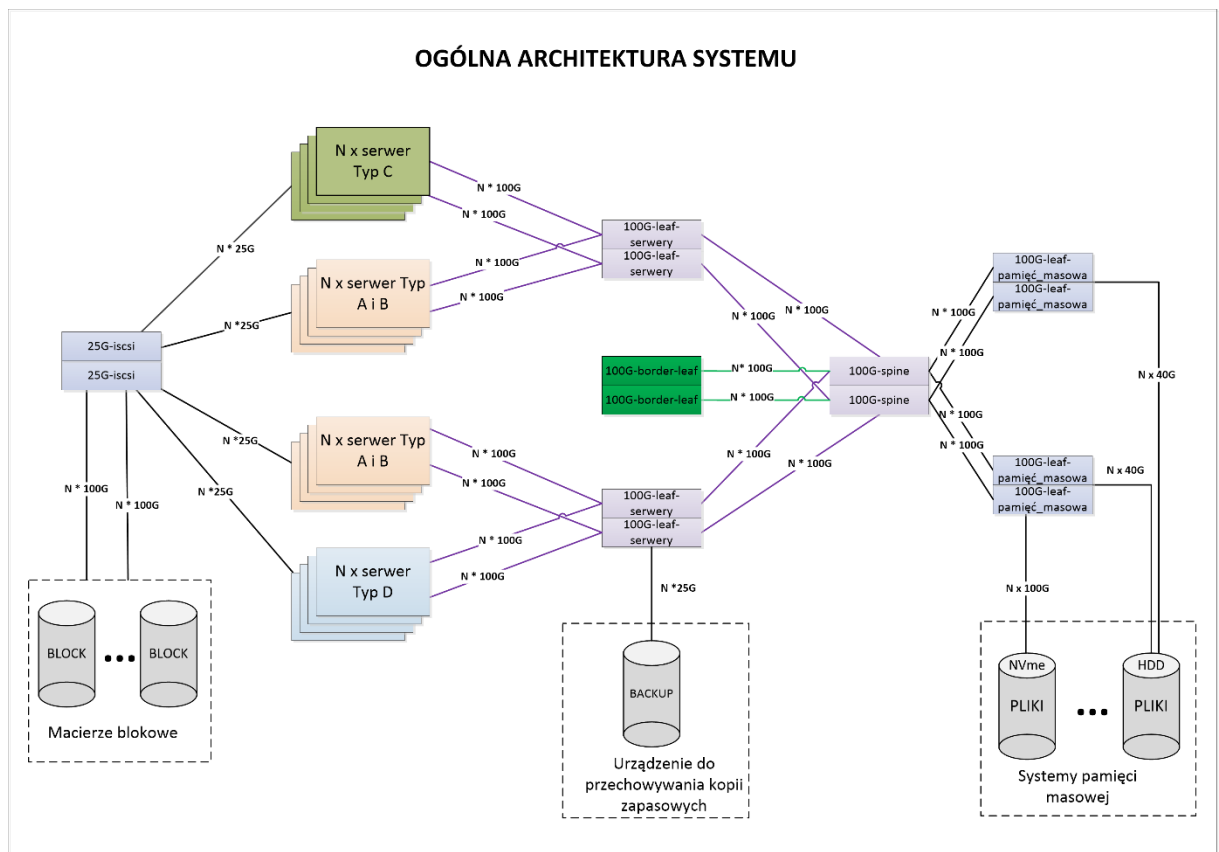 OGÓLNA ARCHITEKTURA SYSTEMU
N x serwer
Typ C
N * 100G
N * 100G
N * 25G
100G-leaf-
serwery
100G-leaf-
serwery
N x serwer Typ
A i B
N * 100G
N * 100G
N *25G
25G-iscsi
25G-iscsi
N * 100G
N * 100G
100G-border-leaf
100G-border-leaf
N * 100G
N * 100G
100G-spine
100G-spine
100G-leaf-
pamięć_masowa
100G-leaf-
pamięć_masowa
N * 100G
N * 100G
N x 40G
N * 100G
N * 100G
N * 100G
N * 100G
100G-leaf-
pamięć_masowa
100G-leaf-
pamięć_masowa
N x 40G
N x serwer Typ
A i B
N *25G
N *25G
N * 100G
N * 100G
100G-leaf-
serwery
100G-leaf-
serwery
N * 100G
N * 100G
N x serwer
Typ D
N * 100G
N * 100G
N *25G
N x 100G
BLOCK
BLOCK
Macierze blokowe
BACKUP
Urządzenie do
przechowywania kopii
zapasowych
NVme
PLIKI
HDD
PLIKI
Systemy pamięci
masowej